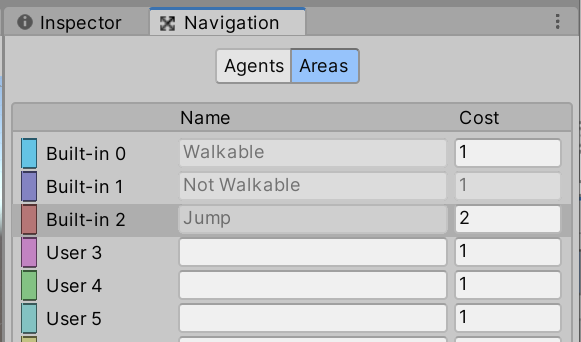 Inspector Navigation
Agents Areas
Name Cost
Built-in 0 Walkable 1
Built-in 1 Not Walkable 1
Built-in 2 Jump 2
User 3 1
User 4 1
User 5 1